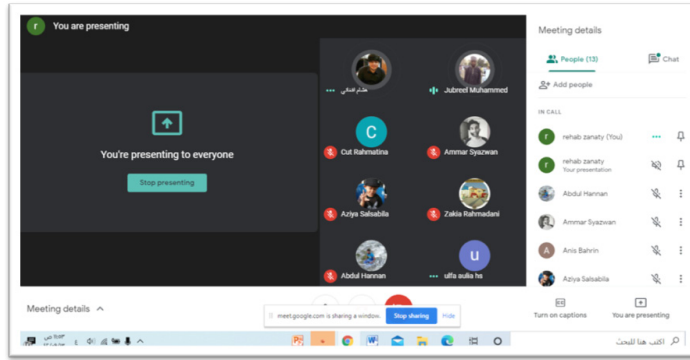 r You are presenting
You're presenting to everyone
Stop presenting
هشام افنانى
Jubreel Muhammed
C
Cut Rahmatina
Ammar Syazwan
Aziya Salsabila
Zakia Rahmadani
Abdul Hannan
u
ulfa aulia hs
Meeting details
People (13)
Chat
Add people
IN CALL
r rehab zanaty (You)
r rehab zanaty
Your presentation
Abdul Hannan
Ammar Syazwan
A Anis Bahrin
Aziya Salsabila
Meeting details
meet.google.com is sharing a window.
Stop sharing
Hide
Turn on captions
You are presenting
اكتب هنا للبحث